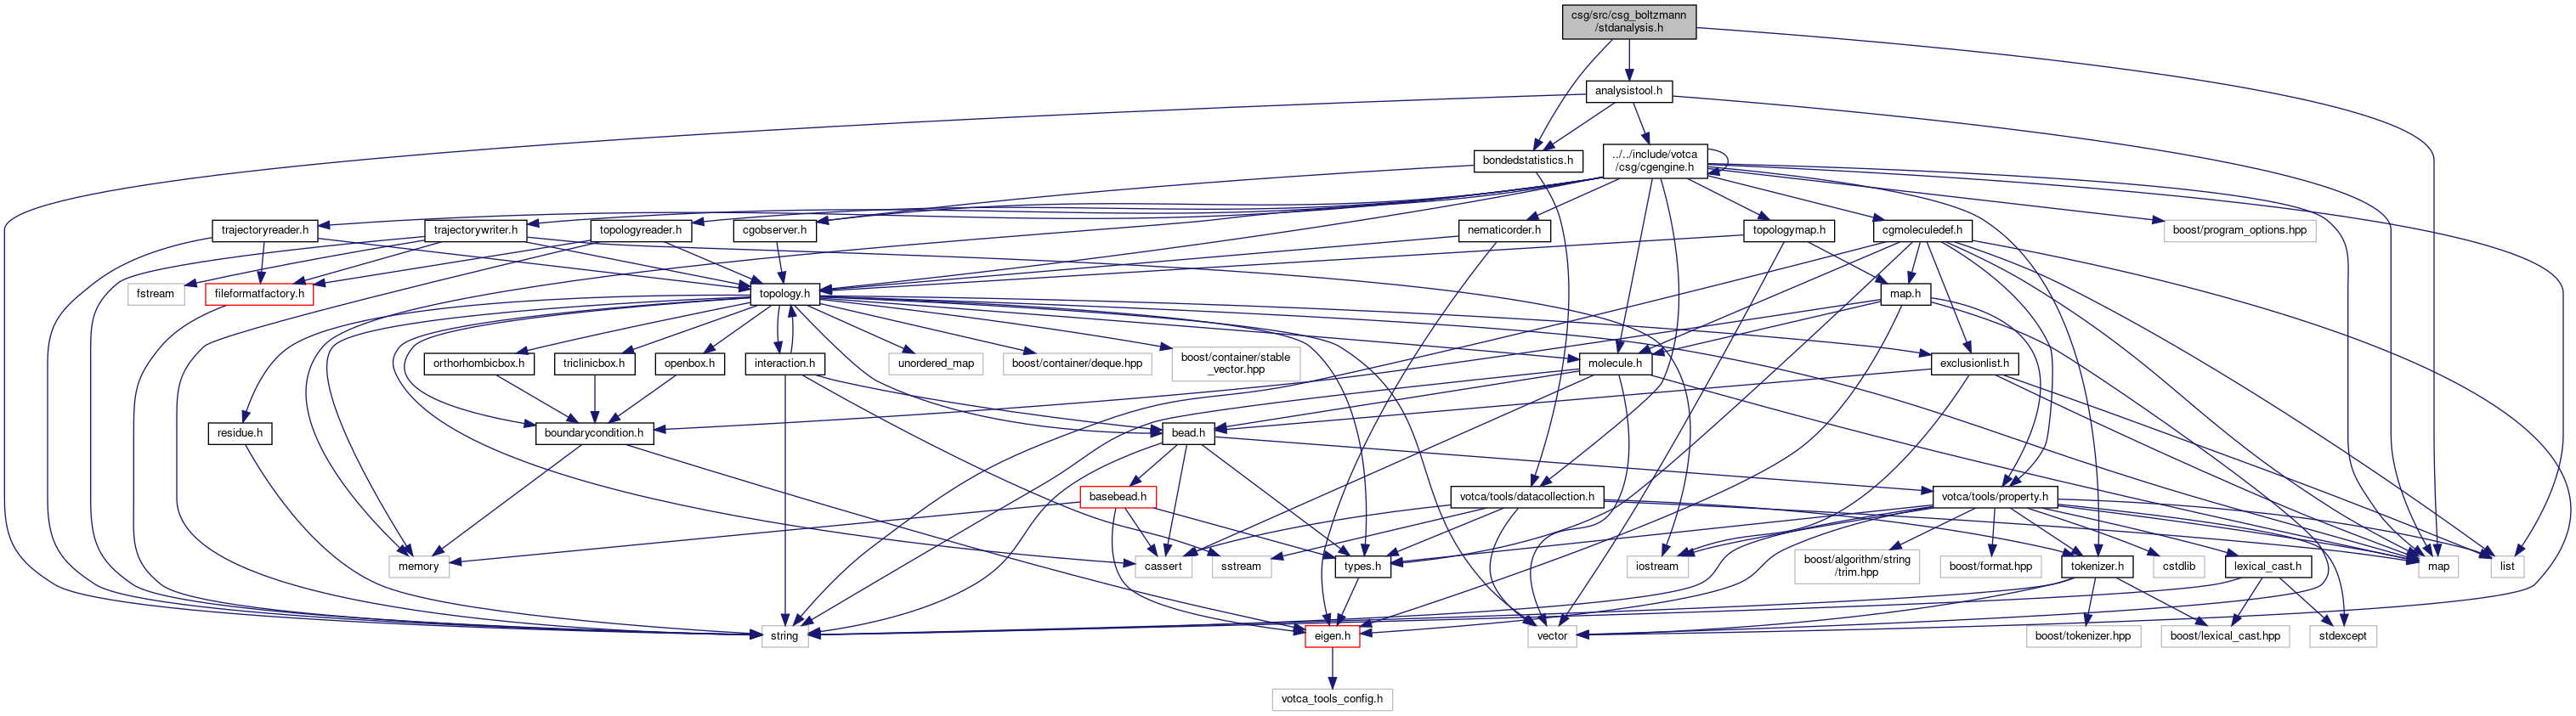 csg/src/csg_boltzmann
/stdanalysis.h
analysistool.h
bondedstatistics.h
../../include/votca
/csg/cgengine.h
trajectoryreader.h
trajectorywriter.h
topologyreader.h
cgobserver.h
nematicorder.h
topologymap.h
cgmoleculedef.h
boost/program_options.hpp
fstream
fileformatfactory.h
topology.h
map.h
orthorhombicbox.h
triclinicbox.h
openbox.h
interaction.h
unordered_map
boost/container/deque.hpp
boost/container/stable
_vector.hpp
molecule.h
exclusionlist.h
residue.h
boundarycondition.h
bead.h
basebead.h
votca/tools/datacollection.h
votca/tools/property.h
memory
cassert
sstream
types.h
iostream
boost/algorithm/string
/trim.hpp
boost/format.hpp
tokenizer.h
cstdlib
lexical_cast.h
map
list
string
eigen.h
vector
boost/tokenizer.hpp
boost/lexical_cast.hpp
stdexcept
votca_tools_config.h